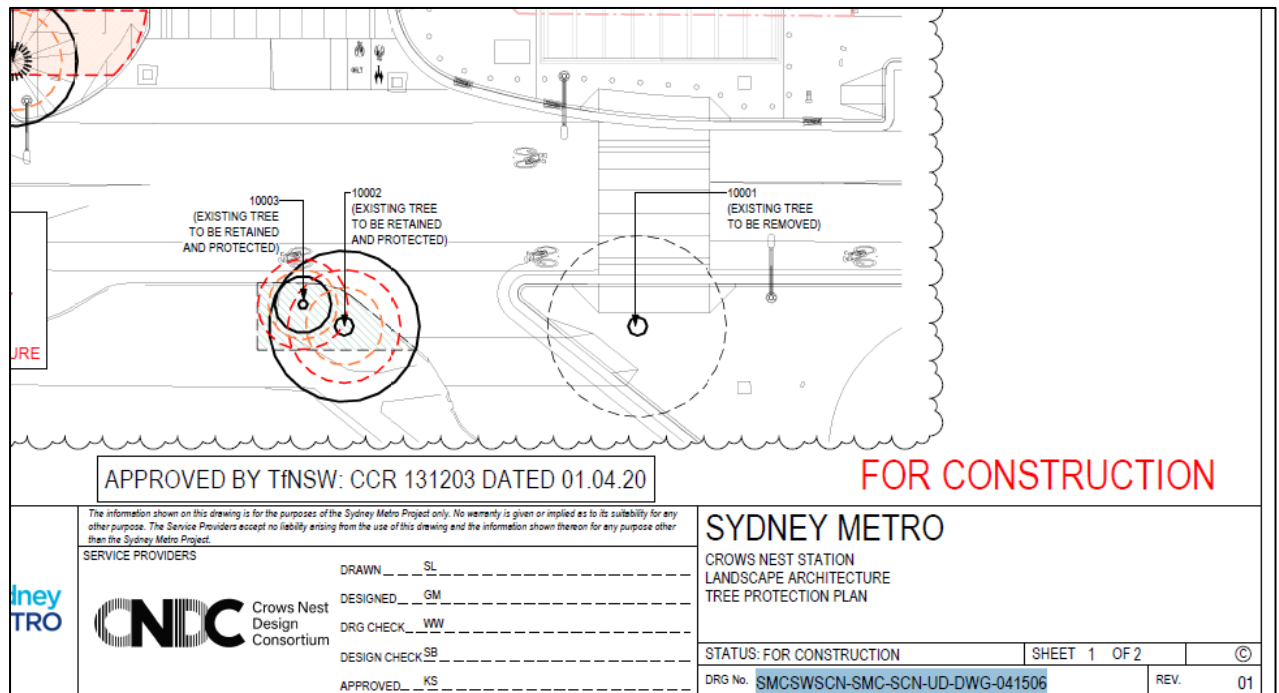 10003
(EXISTING TREE
TO BE RETAINED
AND PROTECTED)
10002
(EXISTING TREE
TO BE RETAINED
AND PROTECTED)
10001
(EXISTING TREE
TO BE REMOVED)
URE
APPROVED BY TfNSW: CCR 131203 DATED 01.04.20
FOR CONSTRUCTION
The information shown on this drawing is for the purposes of the Sydney Metro Project only. No warranty is given or implied as to its suitability for any
other purpose. The Service Providers accept no liability arising from the use of this drawing and the information shown thereon for any purpose other
than the Sydney Metro Project.
SERVICE PROVIDERS
dney
TRO
CNDC
Crows Nest
Design
Consortium
DRAWN SL
DESIGNED GM
DRG CHECK WW
DESIGN CHECK SB
APPROVED KS
SYDNEY METRO
CROWS NEST STATION
LANDSCAPE ARCHITECTURE
TREE PROTECTION PLAN
STATUS: FOR CONSTRUCTION
SHEET 1 OF 2
©
DRG No. SMCSWSCN-SMC-SCN-UD-DWG-041506
REV. 01